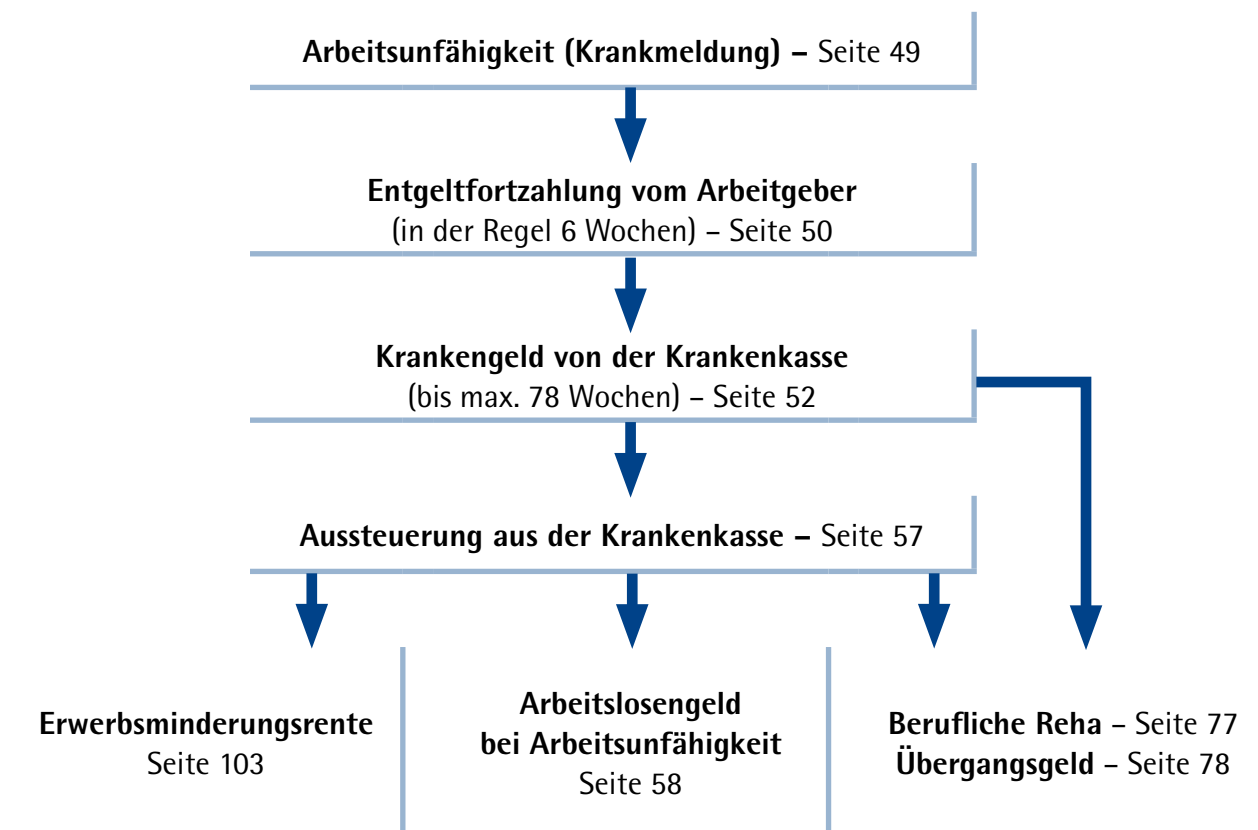 Arbeitsunfähigkeit (Krankmeldung) – Seite 49
Entgeltfortzahlung vom Arbeitgeber
(in der Regel 6 Wochen) – Seite 50
Krankengeld von der Krankenkasse
(bis max. 78 Wochen) – Seite 52
Aussteuerung aus der Krankenkasse – Seite 57
Erwerbsminderungsrente
Seite 103
Arbeitslosengeld
bei Arbeitsunfähigkeit
Seite 58
Berufliche Reha – Seite 77
Übergangsgeld – Seite 78